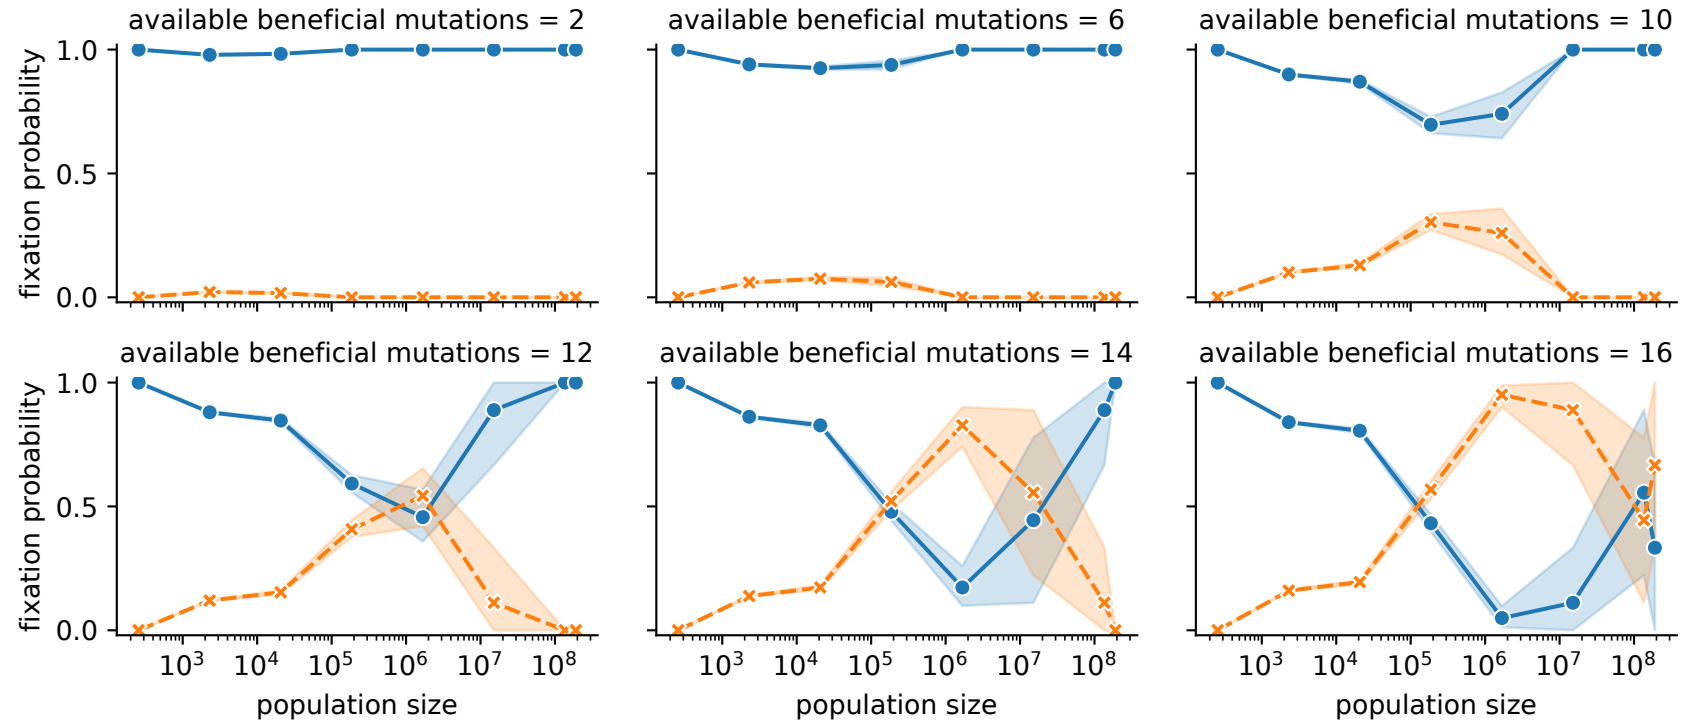 available beneficial mutations = 2
available beneficial mutations = 6
available beneficial mutations = 10
fixation probability
1.0
0.5
0.0
available beneficial mutations = 12
available beneficial mutations = 14
available beneficial mutations = 16
fixation probability
1.0
0.5
0.0
10³ 10⁴ 10⁵ 10⁶ 10⁷ 10⁸
10³ 10⁴ 10⁵ 10⁶ 10⁷ 10⁸
10³ 10⁴ 10⁵ 10⁶ 10⁷ 10⁸
population size
population size
population size